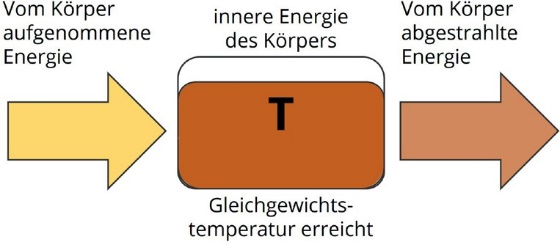 Vom Körper
aufgenommene
Energie
innere Energie
des Körpers
Vom Körper
abgestrahlte
Energie
T
Gleichgewichts-
temperatur erreicht